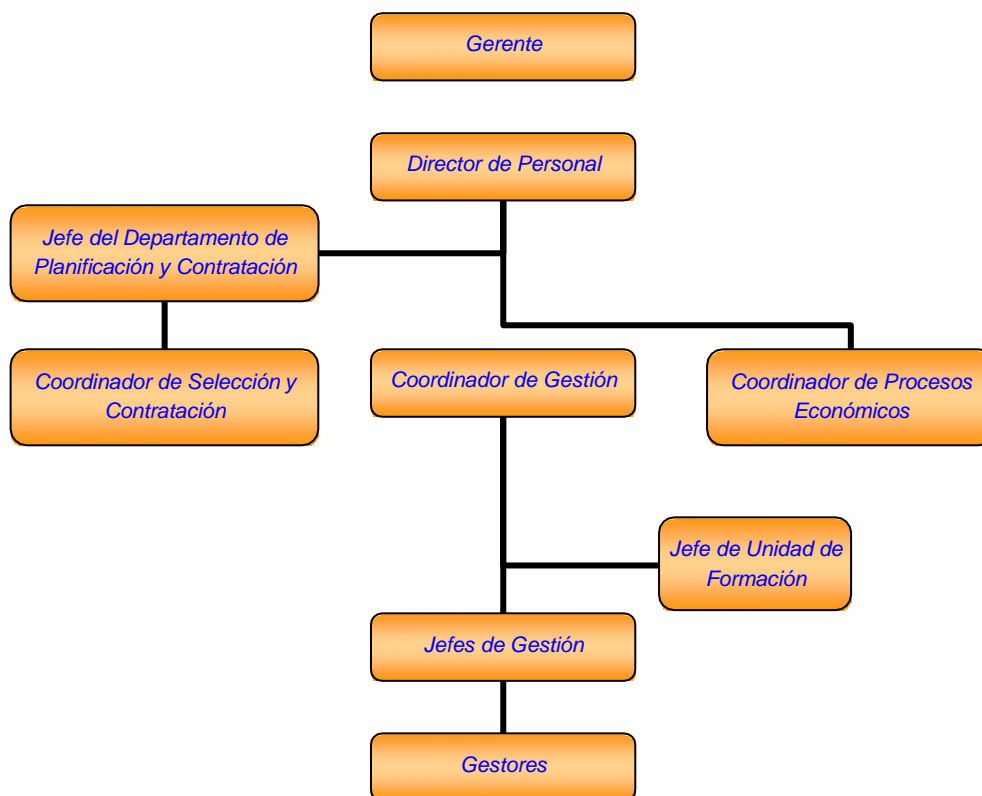 Gerente
Director de Personal
Jefe del Departamento de
Planificación y Contratación
Coordinador de Selección y
Contratación
Coordinador de Gestión
Coordinador de Procesos
Económicos
Jefe de Unidad de
Formación
Jefes de Gestión
Gestores